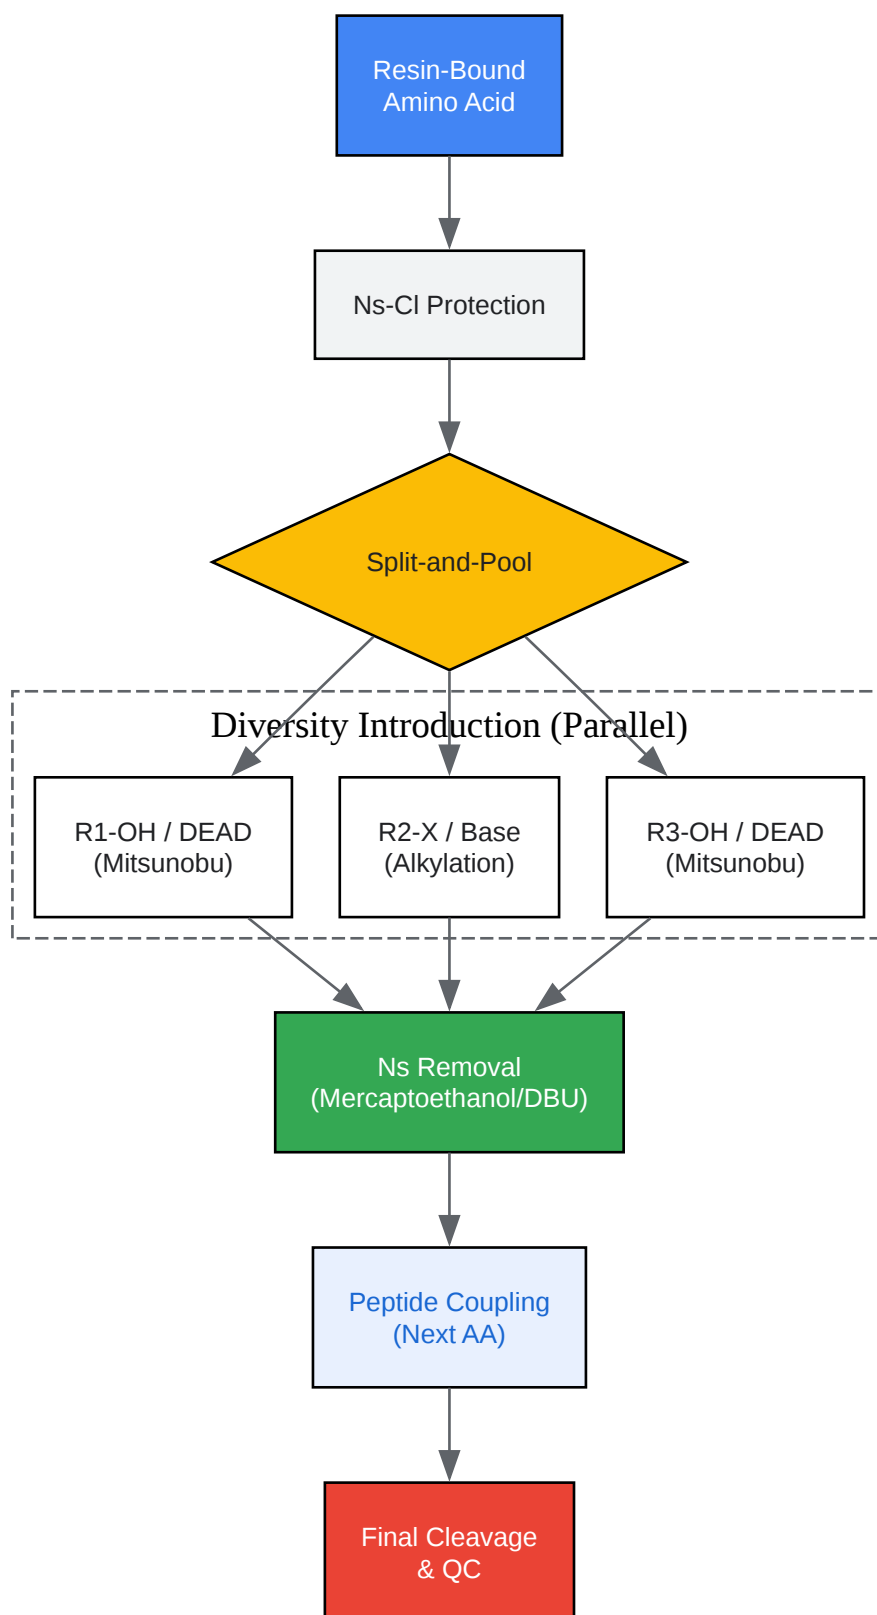 Resin-Bound
Amino Acid
Ns-Cl Protection
Split-and-Pool
Diversity Introduction (Parallel)
R1-OH / DEAD
(Mitsunobu)
R2-X / Base
(Alkylation)
R3-OH / DEAD
(Mitsunobu)
Ns Removal
(Mercaptoethanol/DBU)
Peptide Coupling
(Next AA)
Final Cleavage
& QC